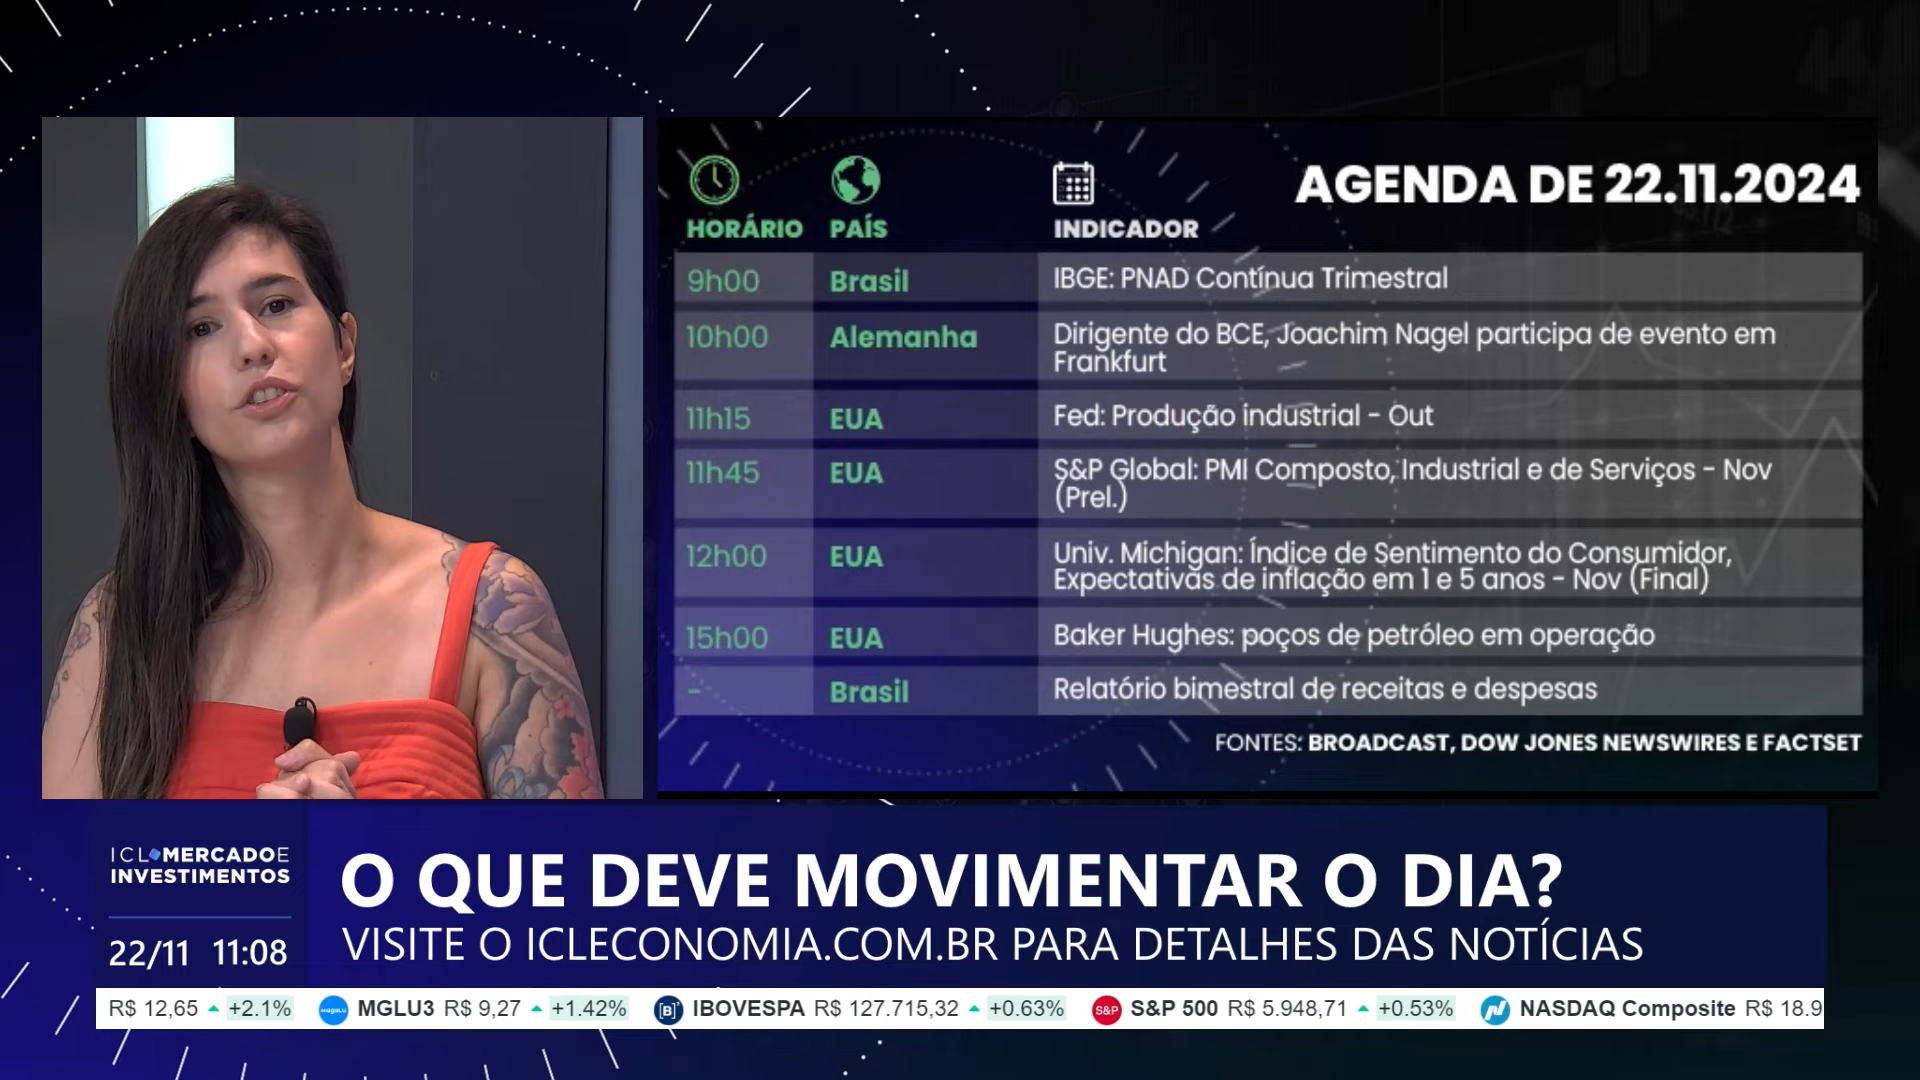 AGENDA DE 22.11.2024
HORÁRIO PAÍS INDICADOR
9h00 Brasil IBGE: PNAD Contínua Trimestral
10h00 Alemanha Dirigente do BCE, Joachim Nagel participa de evento em
Frankfurt
11h15 EUA Fed: Produção industrial - Out
11h45 EUA S&P Global: PMI Composto, Industrial e de Serviços - Nov
(Prel.)
12h00 EUA Univ. Michigan: Índice de Sentimento do Consumidor,
Expectativas de inflação em 1 e 5 anos - Nov (Final)
15h00 EUA Baker Hughes: poços de petróleo em operação
- Brasil Relatório bimestral de receitas e despesas
FONTES: BROADCAST, DOW JONES NEWSWIRES E FACTSET
ICL MERCADO E
INVESTIMENTOS
22/11 11:08
O QUE DEVE MOVIMENTAR O DIA?
VISITE O ICLECONOMIA.COM.BR PARA DETALHES DAS NOTÍCIAS
R$ 12,65 +2.1% magalu MGLU3 R$ 9,27 +1.42% [B]³ IBOVESPA R$ 127.715,32 +0.63% S&P S&P 500 R$ 5.948,71 +0.53% NASDAQ Composite R$ 18.9